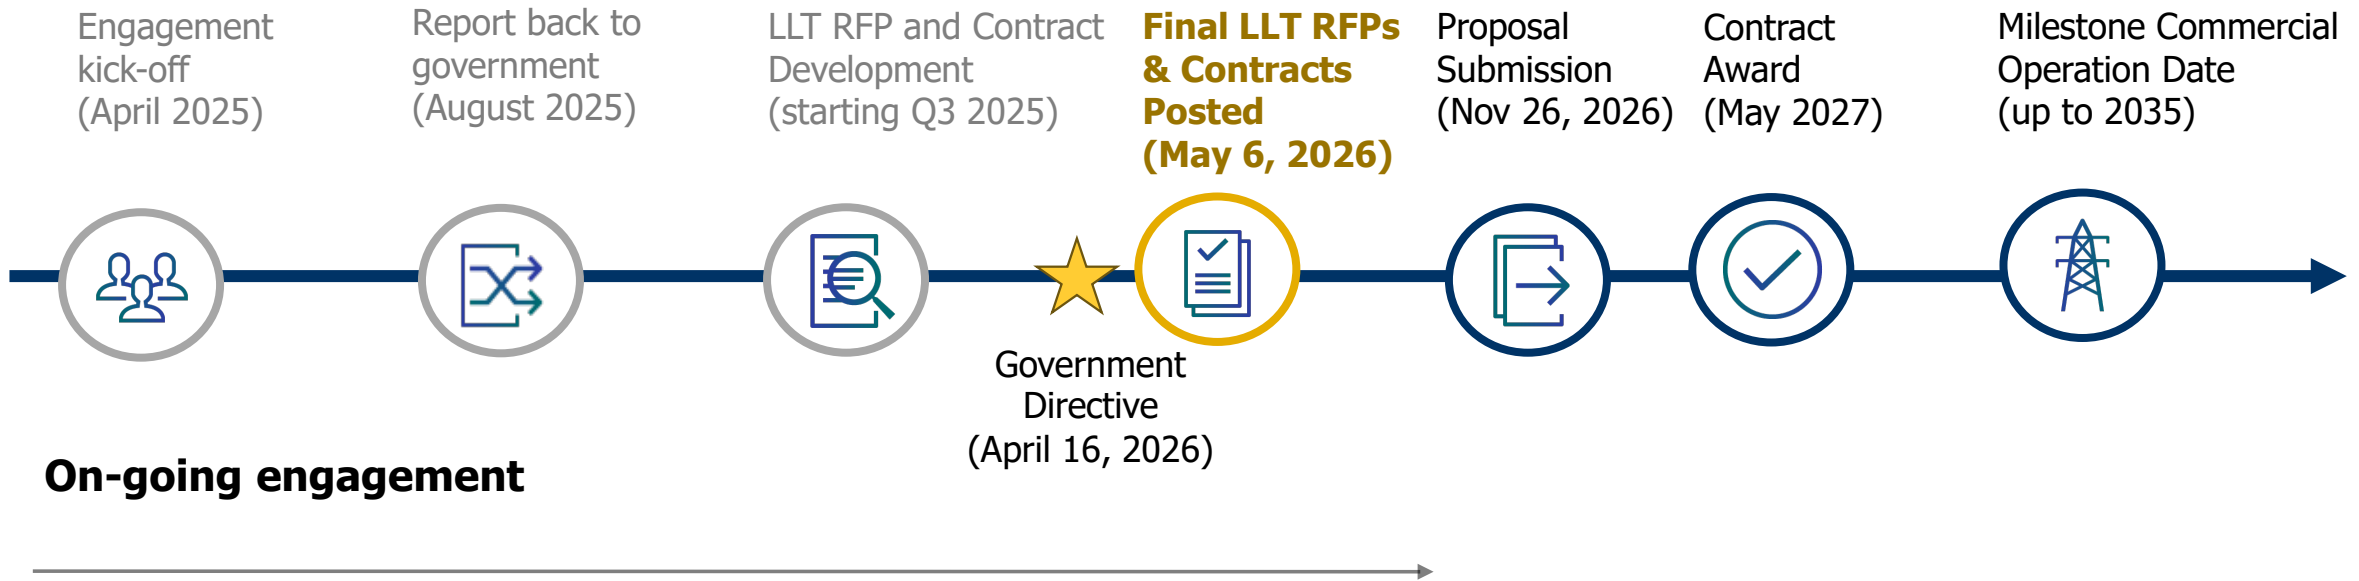 Engagement
kick-off
(April 2025)
Report back to
government
(August 2025)
LLT RFP and Contract
Development
(starting Q3 2025)
Final LLT RFPs
& Contracts
Posted
(May 6, 2026)
Proposal
Submission
(Nov 26, 2026)
Contract
Award
(May 2027)
Milestone Commercial
Operation Date
(up to 2035)
Government
Directive
(April 16, 2026)
On-going engagement